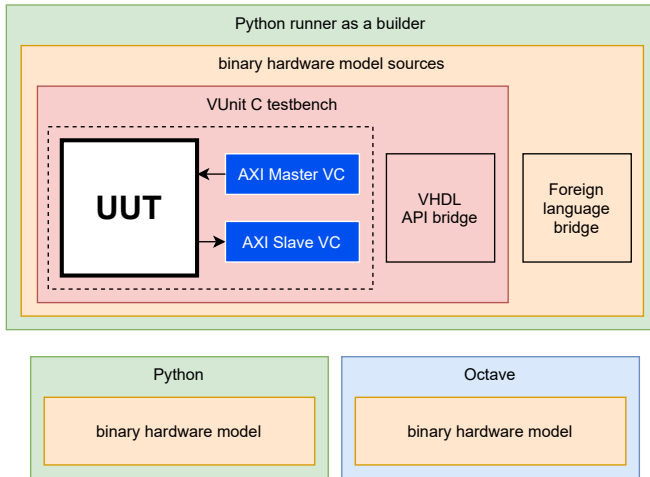 Python runner as a builder
binary hardware model sources
VUnit C testbench
UUT
AXI Master VC
AXI Slave VC
VHDL
API bridge
Foreign
language
bridge
Python
binary hardware model
Octave
binary hardware model